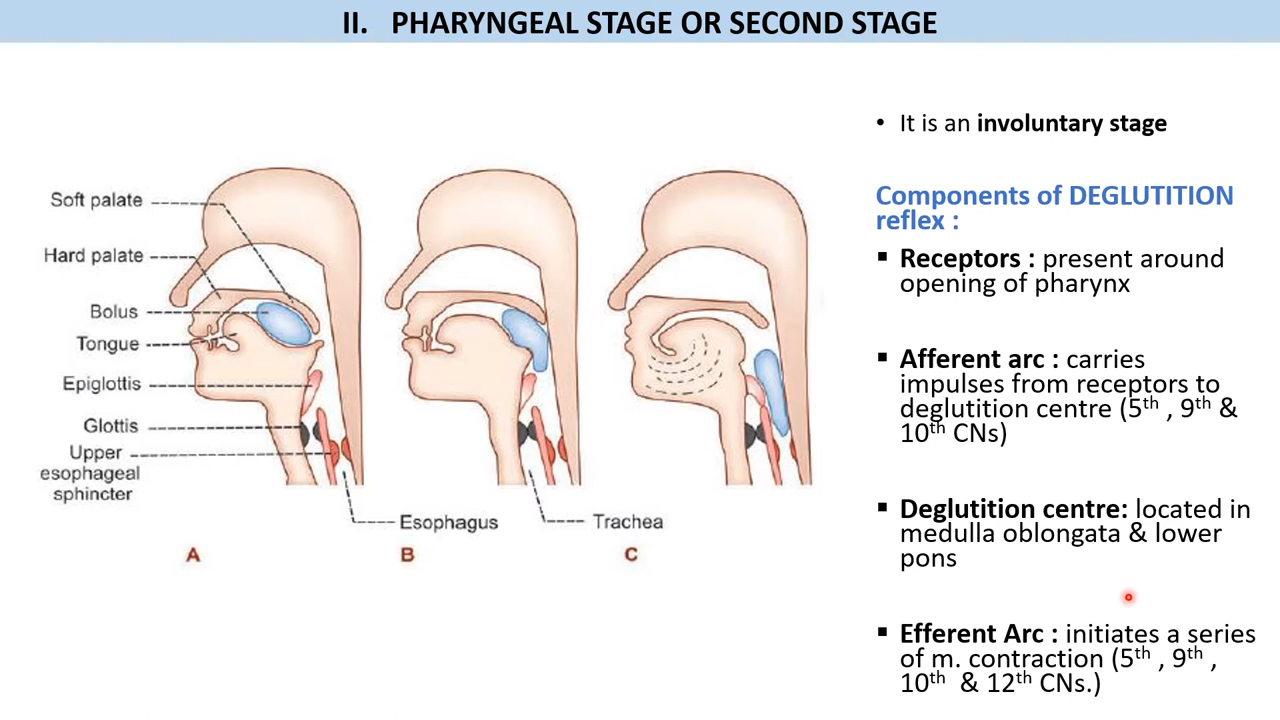 II. PHARYNGEAL STAGE OR SECOND STAGE
Soft palate
Hard palate
Bolus
Tongue
Epiglottis
Glottis
Upper
esophageal
sphincter
Esophagus
Trachea
A
B
C
• It is an involuntary stage
Components of DEGLUTITION
reflex :
▪ Receptors : present around
opening of pharynx
▪ Afferent arc : carries
impulses from receptors to
deglutition centre (5th , 9th &
10th CNs)
▪ Deglutition centre: located in
medulla oblongata & lower
pons
▪ Efferent Arc : initiates a series
of m. contraction (5th , 9th ,
10th & 12th CNs.)